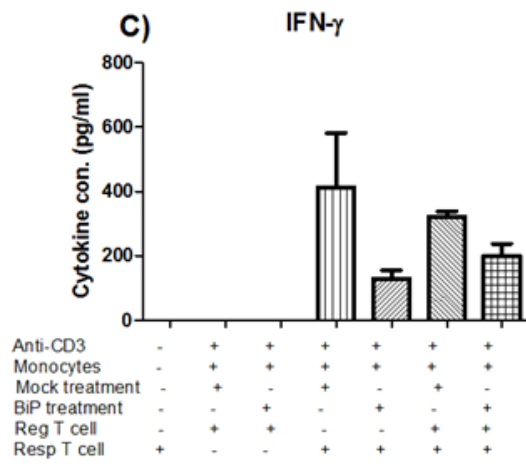 C) IFN-γ
800
600
400
200
0
Cytokine con. (pg/ml)
Anti-CD3 - + + + + + +
Monocytes - + + + + + +
Mock treatment - + - + - + -
BiP treatment - - + - + - +
Reg T cell - + + - - + +
Resp T cell + - - + + + +